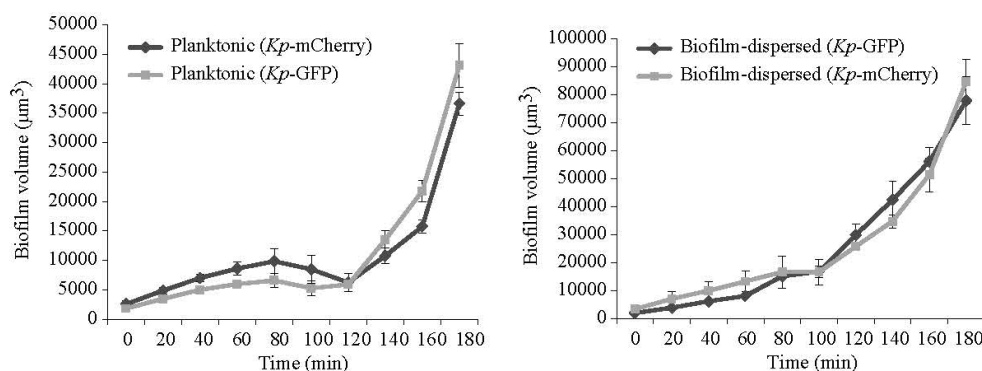 50000
45000
40000
35000
30000
25000
20000
15000
10000
5000
0
Biofilm volume (µm³)
Planktonic (Kp-mCherry)
Planktonic (Kp-GFP)
0 20 40 60 80 100 120 140 160 180
Time (min)
100000
90000
80000
70000
60000
50000
40000
30000
20000
10000
0
Biofilm volume (µm³)
Biofilm-dispersed (Kp-GFP)
Biofilm-dispersed (Kp-mCherry)
0 20 40 60 80 100 120 140 160 180
Time (min)